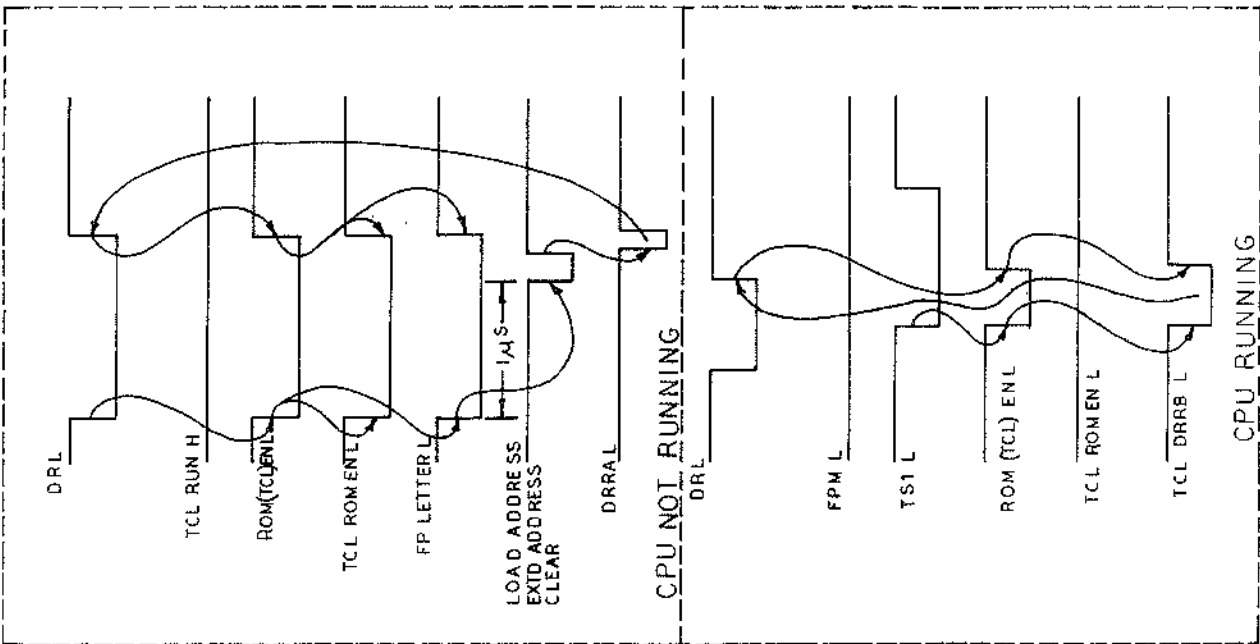 DRL
TCL RUN H
ROM(TCL)ENL
TCL ROMEN L
FP LETTER L
1μS
LOAD ADDRESS
EXTD ADDRESS
CLEAR
DRRAL
CPU NOT RUNNING
DRL
FPM L
TS1 L
ROM (TCL) EN L
TCL ROMEN L
TCL DRRB L
CPU RUNNING